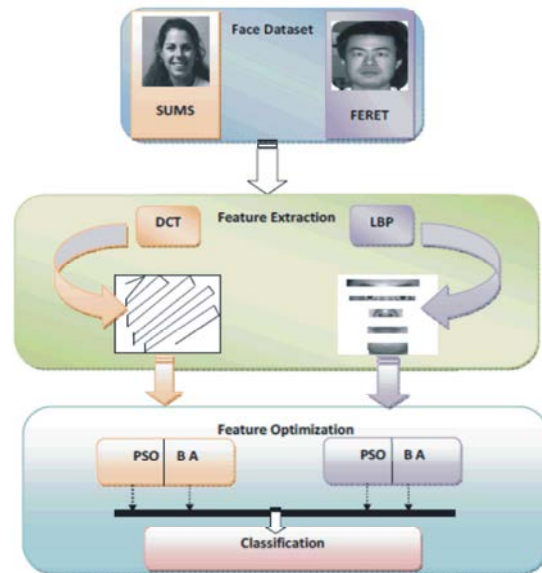 Face Dataset
SUMS
FERET
DCT
Feature Extraction
LBP
Feature Optimization
PSO B A
PSO B A
Classification